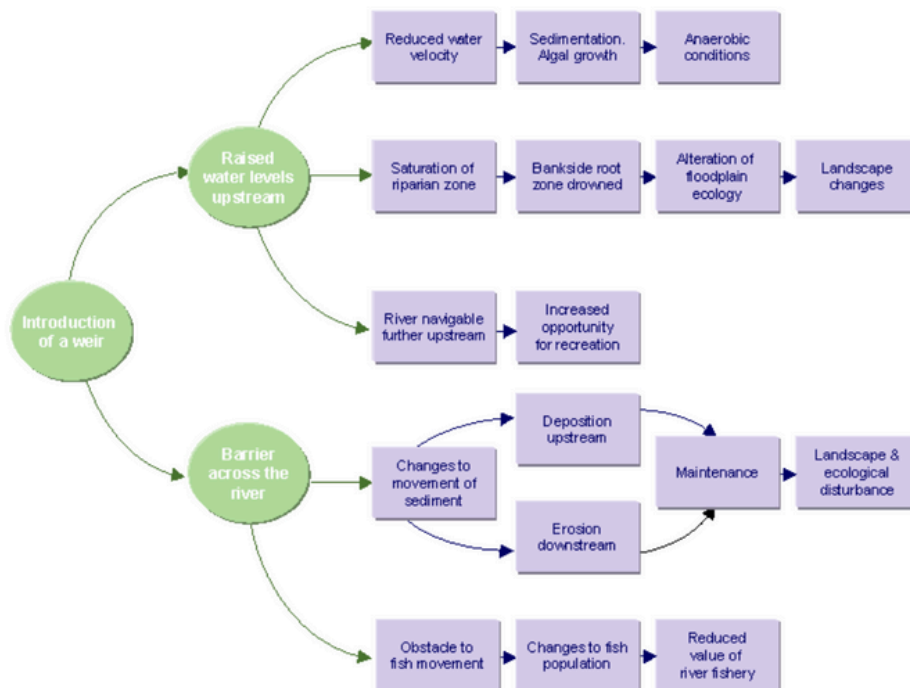 Reduced water
velocity
Sedimentation.
Algal growth
Anaerobic
conditions
Raised
water levels
upstream
Saturation of
riparian zone
Bankside root
zone drowned
Alteration of
floodplain
ecology
Landscape
changes
Introduction
of a weir
River navigable
further upstream
Increased
opportunity
for recreation
Barrier
across the
river
Changes to
movement of
sediment
Deposition
upstream
Erosion
downstream
Maintenance
Landscape &
ecological
disturbance
Obstacle to
fish movement
Changes to fish
population
Reduced
value of
river fishery